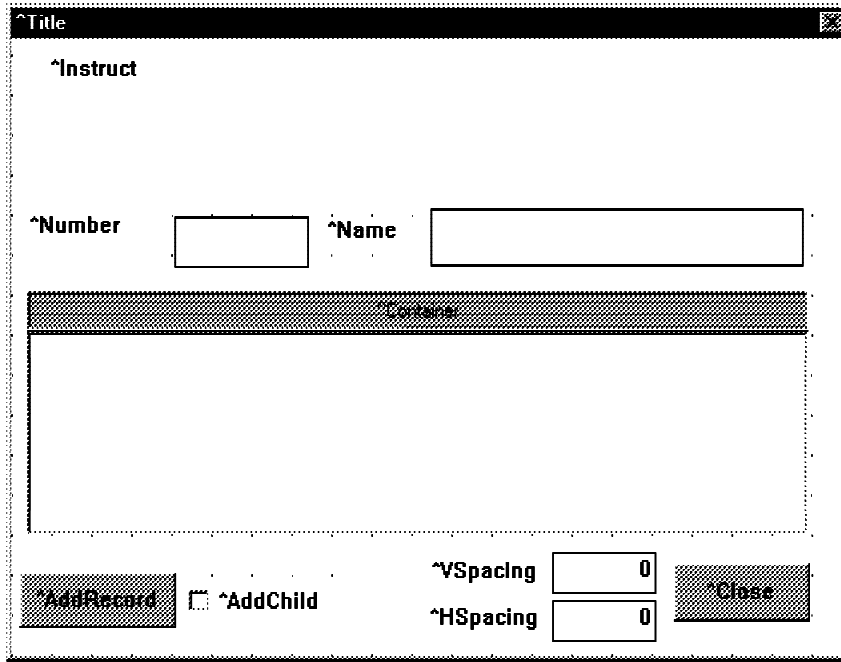 ^Title
^Instruct
^Number ^Name
^Container
^VSpacing 0
^AddRecord ^AddChild ^Close
^HSpacing 0